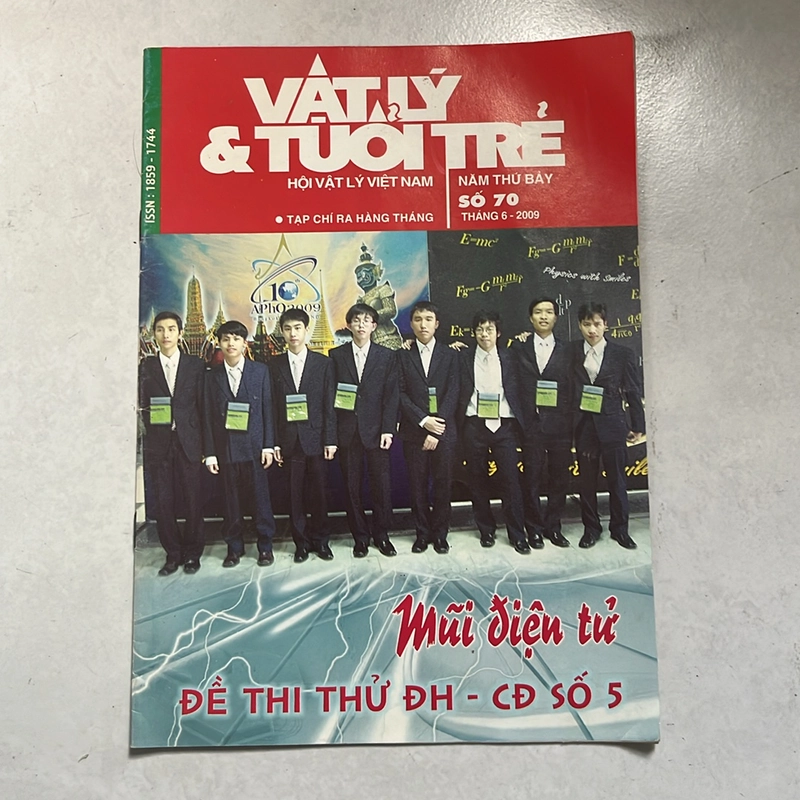 ISSN : 1859 - 1744
VẬT LÝ
& TUỔI TRẺ
HỘI VẬT LÝ VIỆT NAM
NĂM THỨ BẢY
SỐ 70
● TẠP CHÍ RA HÀNG THÁNG
THÁNG 6 - 2009
10
APhO2009
E=mc²
Physics with Smiles
Mũi điện tử
ĐỀ THI THỬ ĐH - CĐ SỐ 5